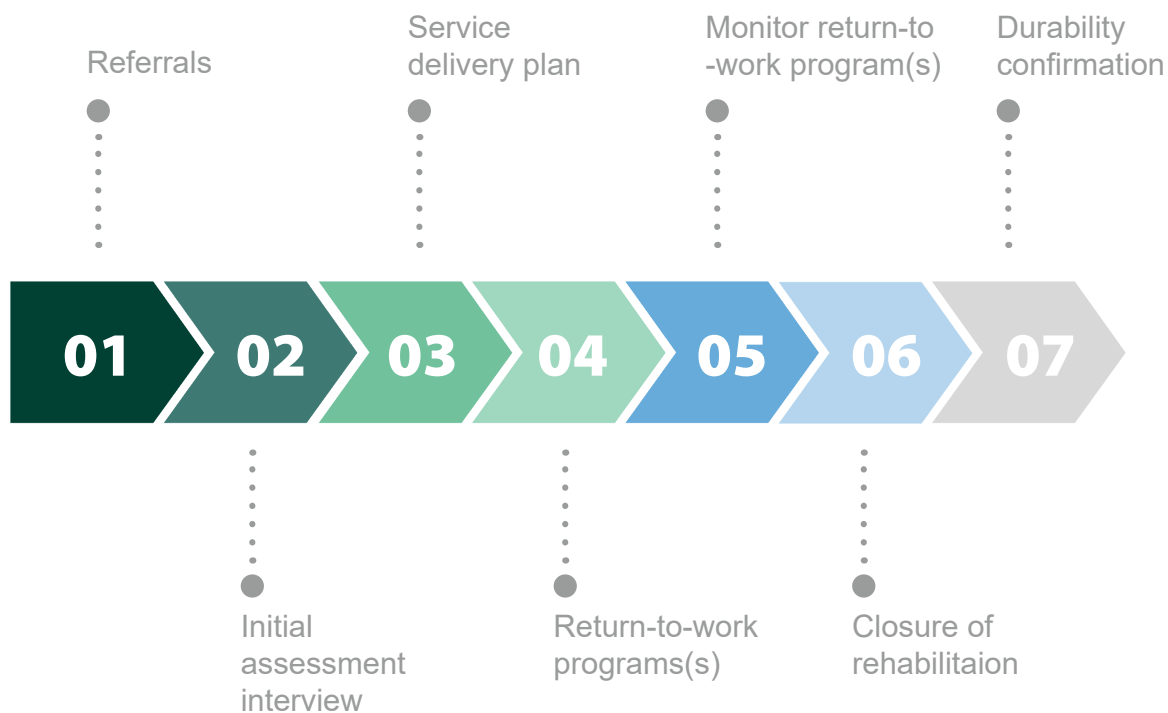 Referrals
Service
delivery plan
Monitor return-to
-work program(s)
Durability
confirmation
01
02
03
04
05
06
07
Initial
assessment
interview
Return-to-work
programs(s)
Closure of
rehabilitaion